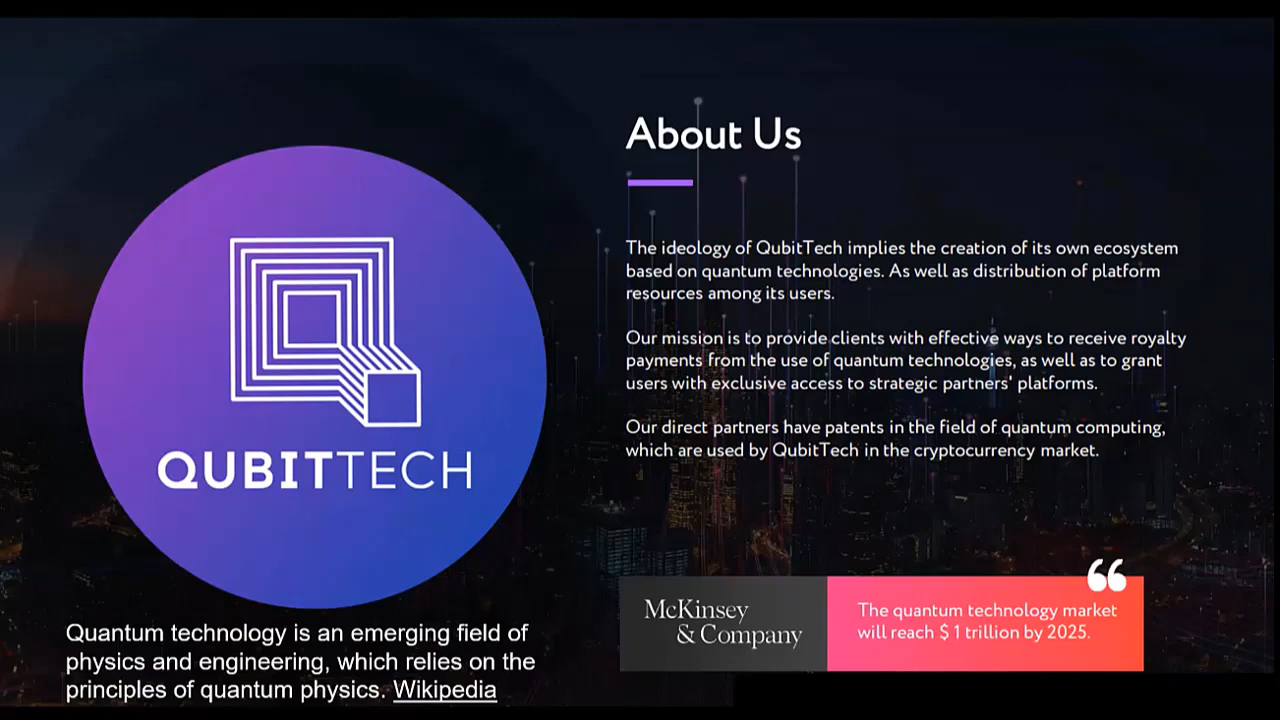 About Us
The ideology of QubitTech implies the creation of its own ecosystem
based on quantum technologies. As well as distribution of platform
resources among its users.
Our mission is to provide clients with effective ways to receive royalty
payments from the use of quantum technologies, as well as to grant
users with exclusive access to strategic partners' platforms.
Our direct partners have patents in the field of quantum computing,
which are used by QubitTech in the cryptocurrency market.
QUBITTECH
Quantum technology is an emerging field of
physics and engineering, which relies on the
principles of quantum physics. Wikipedia
McKinsey
& Company
“
The quantum technology market
will reach $ 1 trillion by 2025.